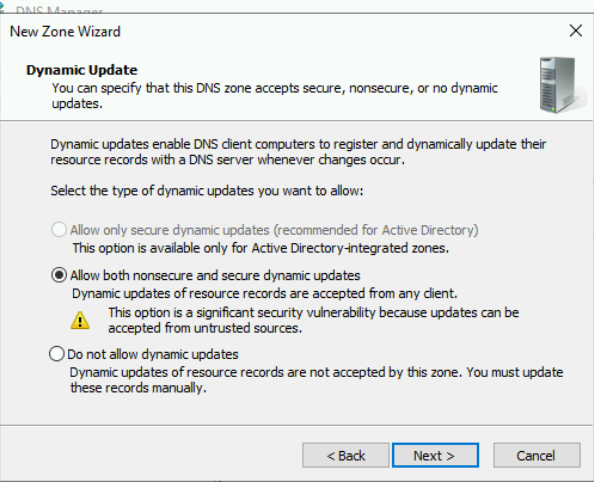 DNS Manager
New Zone Wizard
Dynamic Update
You can specify that this DNS zone accepts secure, nonsecure, or no dynamic
updates.
Dynamic updates enable DNS client computers to register and dynamically update their
resource records with a DNS server whenever changes occur.
Select the type of dynamic updates you want to allow:
Allow only secure dynamic updates (recommended for Active Directory)
This option is available only for Active Directory-integrated zones.
Allow both nonsecure and secure dynamic updates
Dynamic updates of resource records are accepted from any client.
This option is a significant security vulnerability because updates can be
accepted from untrusted sources.
Do not allow dynamic updates
Dynamic updates of resource records are not accepted by this zone. You must update
these records manually.
< Back Next > Cancel